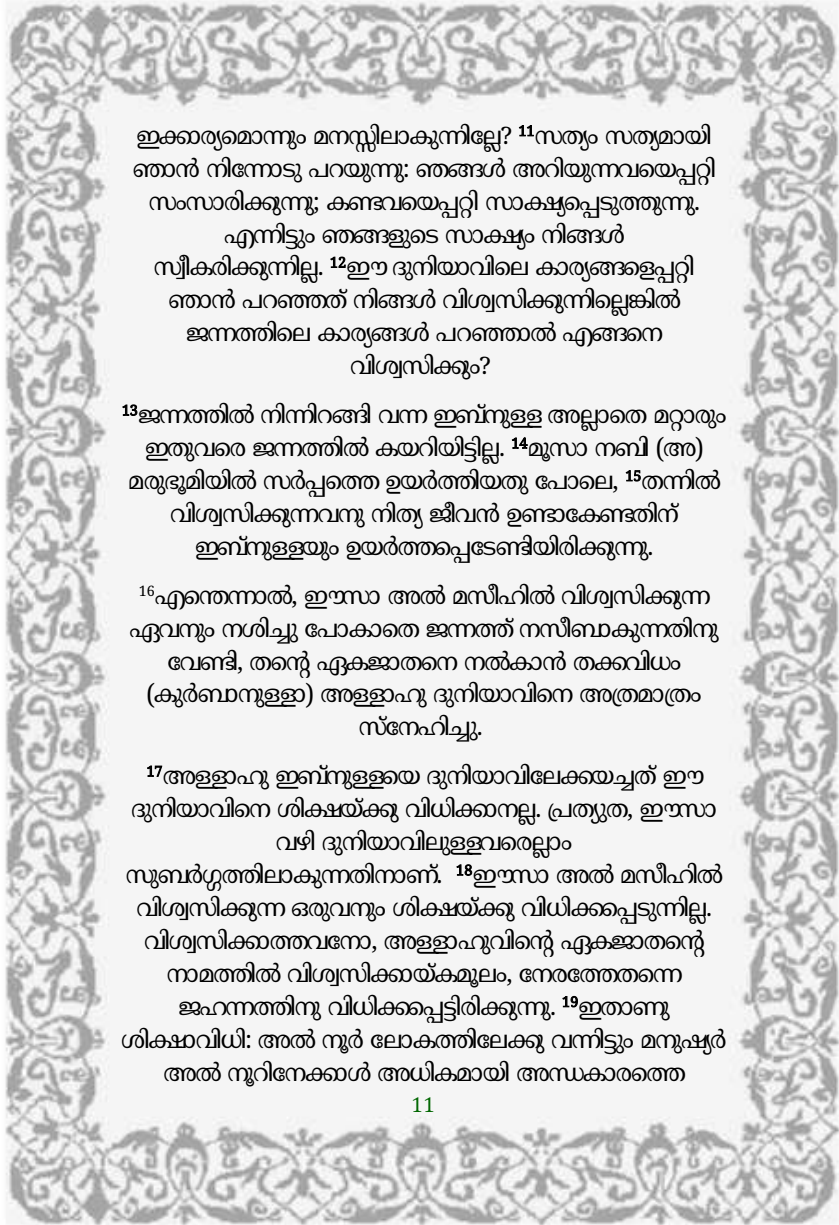 ഇക്കാര്യമൊന്നും മനസ്സിലാകുന്നില്ലേ? ¹¹സത്യം സത്യമായി
ഞാൻ നിന്നോടു പറയുന്നു: ഞങ്ങൾ അറിയുന്നവയെപ്പറ്റി
സംസാരിക്കുന്നു; കണ്ടവയെപ്പറ്റി സാക്ഷ്യപ്പെടുത്തുന്നു.
എന്നിട്ടും ഞങ്ങളുടെ സാക്ഷ്യം നിങ്ങൾ
സ്വീകരിക്കുന്നില്ല. ¹²ഈ ദുനിയാവിലെ കാര്യങ്ങളെപ്പറ്റി
ഞാൻ പറഞ്ഞത് നിങ്ങൾ വിശ്വസിക്കുന്നില്ലെങ്കിൽ
ജന്നത്തിലെ കാര്യങ്ങൾ പറഞ്ഞാൽ എങ്ങനെ
വിശ്വസിക്കും?
¹³ജന്നത്തിൽ നിന്നിറങ്ങി വന്ന ഇബ്നുള്ള അല്ലാതെ മറ്റാരും
ഇതുവരെ ജന്നത്തിൽ കയറിയിട്ടില്ല. ¹⁴മൂസാ നബി (അ)
മരുഭൂമിയിൽ സർപ്പത്തെ ഉയർത്തിയതു പോലെ, ¹⁵തന്നിൽ
വിശ്വസിക്കുന്നവനു നിത്യ ജീവൻ ഉണ്ടാകേണ്ടതിന്
ഇബ്നുള്ളയും ഉയർത്തപ്പെടേണ്ടിയിരിക്കുന്നു.
¹⁶എന്തെന്നാൽ, ഈസാ അൽ മസീഹിൽ വിശ്വസിക്കുന്ന
ഏവനും നശിച്ചു പോകാതെ ജന്നത്ത് നസീബാകുന്നതിനു
വേണ്ടി, തന്റെ ഏകജാതനെ നൽകാൻ തക്കവിധം
(കുർബാനുള്ളാ) അള്ളാഹു ദുനിയാവിനെ അത്രമാത്രം
സ്നേഹിച്ചു.
¹⁷അള്ളാഹു ഇബ്നുള്ളയെ ദുനിയാവിലേക്കയച്ചത് ഈ
ദുനിയാവിനെ ശിക്ഷയ്ക്കു വിധിക്കാനല്ല. പ്രത്യുത, ഈസാ
വഴി ദുനിയാവിലുള്ളവരെല്ലാം
സുബർഗ്ഗത്തിലാകുന്നതിനാണ്. ¹⁸ഈസാ അൽ മസീഹിൽ
വിശ്വസിക്കുന്ന ഒരുവനും ശിക്ഷയ്ക്കു വിധിക്കപ്പെടുന്നില്ല.
വിശ്വസിക്കാത്തവനോ, അള്ളാഹുവിന്റെ ഏകജാതന്റെ
നാമത്തിൽ വിശ്വസിക്കായ്കമൂലം, നേരത്തേതന്നെ
ജഹന്നത്തിനു വിധിക്കപ്പെട്ടിരിക്കുന്നു. ¹⁹ഇതാണു
ശിക്ഷാവിധി: അൽ നൂർ ലോകത്തിലേക്കു വന്നിട്ടും മനുഷ്യർ
അൽ നൂറിനേക്കാൾ അധികമായി അന്ധകാരത്തെ
11